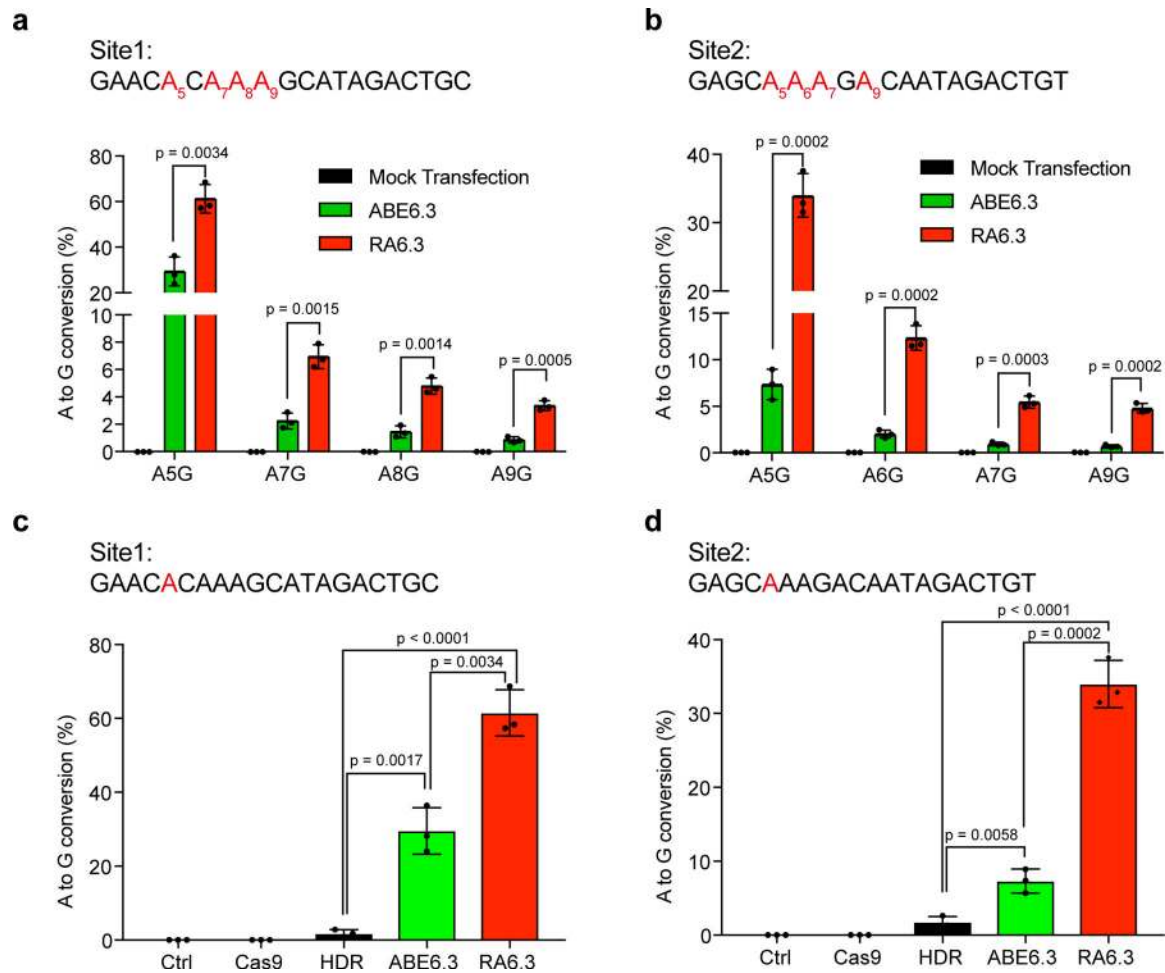 a
Site1:
GAACA5CA7A8A9GCATAGACTGC
A to G conversion (%)
80
60
40
20
8
6
4
2
0
p = 0.0034
p = 0.0015
p = 0.0014
p = 0.0005
Mock Transfection
ABE6.3
RA6.3
A5G
A7G
A8G
A9G
b
Site2:
GAGCA5A6A7GA9CAATAGACTGT
A to G conversion (%)
40
30
20
15
10
5
0
p = 0.0002
p = 0.0002
p = 0.0003
p = 0.0002
Mock Transfection
ABE6.3
RA6.3
A5G
A6G
A7G
A9G
c
Site1:
GAACACAAAGCATAGACTGC
A to G conversion (%)
80
60
40
20
0
p < 0.0001
p = 0.0034
p = 0.0017
Ctrl
Cas9
HDR
ABE6.3
RA6.3
d
Site2:
GAGCAAAGACAATAGACTGT
A to G conversion (%)
40
30
20
10
0
p < 0.0001
p = 0.0002
p = 0.0058
Ctrl
Cas9
HDR
ABE6.3
RA6.3